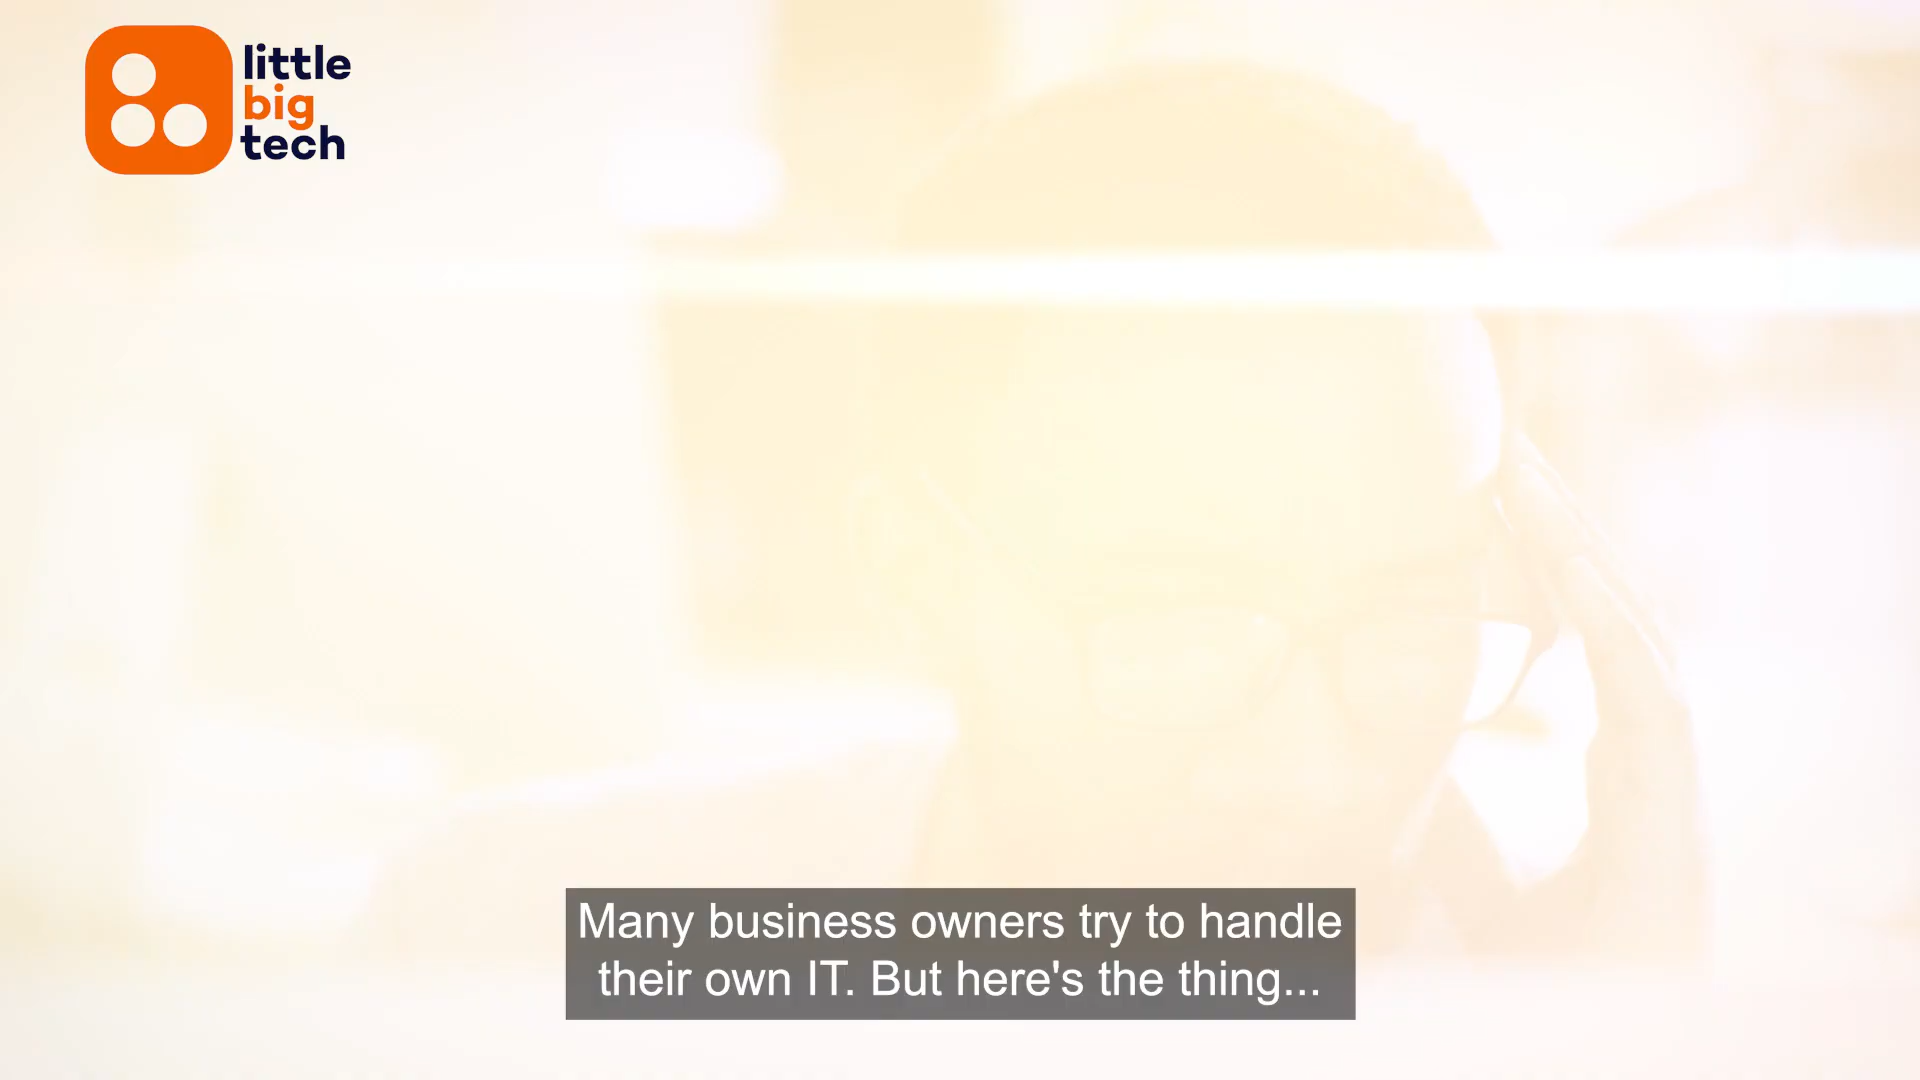 little
big
tech
Many business owners try to handle
their own IT. But here's the thing...